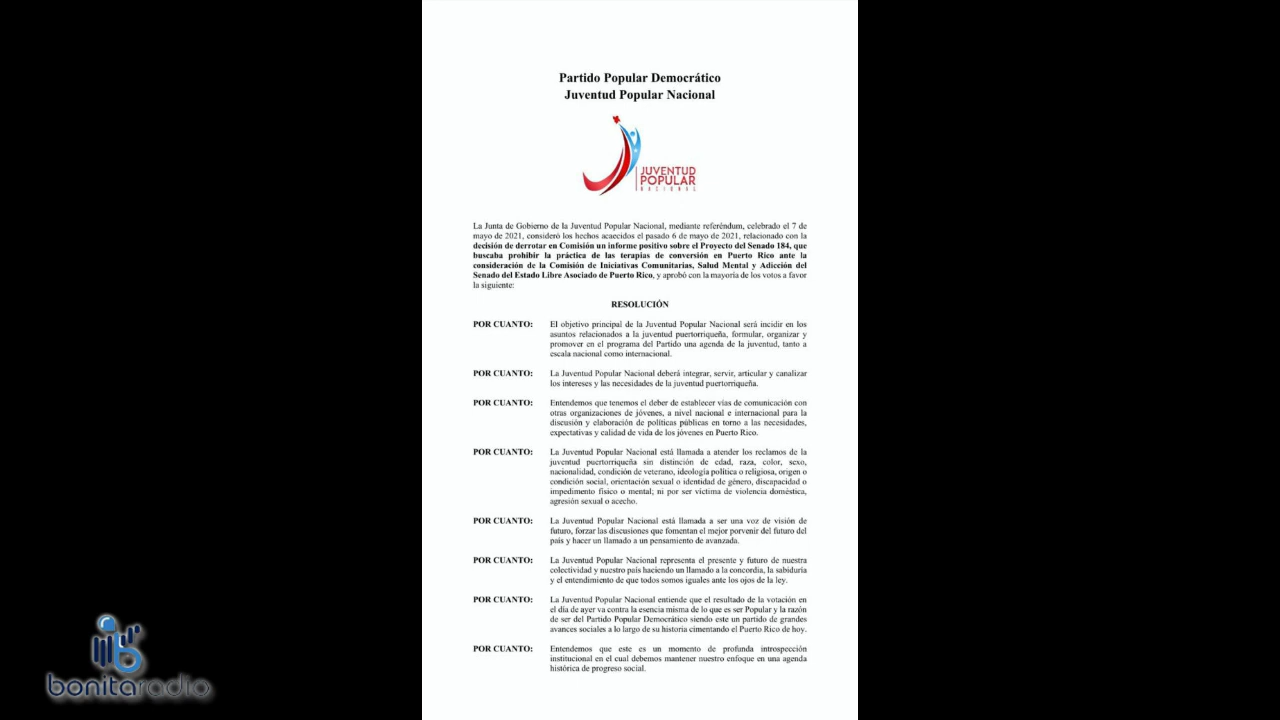 Partido Popular Democrático
Juventud Popular Nacional
JUVENTUD
POPULAR
NACIONAL
La Junta de Gobierno de la Juventud Popular Nacional, mediante referéndum, celebrado el 7 de
mayo de 2021, consideró los hechos acaecidos el pasado 6 de mayo de 2021, relacionado con la
decisión de derrotar en Comisión un informe positivo sobre el Proyecto del Senado 184, que
buscaba prohibir la práctica de las terapias de conversión en Puerto Rico ante la
consideración de la Comisión de Iniciativas Comunitarias, Salud Mental y Adicción del
Senado del Estado Libre Asociado de Puerto Rico, y aprobó con la mayoría de los votos a favor
la siguiente:
RESOLUCIÓN
POR CUANTO: El objetivo principal de la Juventud Popular Nacional será incidir en los
asuntos relacionados a la juventud puertorriqueña, formular, organizar y
promover en el programa del Partido una agenda de la juventud, tanto a
escala nacional como internacional.
POR CUANTO: La Juventud Popular Nacional deberá integrar, servir, articular y canalizar
los intereses y las necesidades de la juventud puertorriqueña.
POR CUANTO: Entendemos que tenemos el deber de establecer vías de comunicación con
otras organizaciones de jóvenes, a nivel nacional e internacional para la
discusión y elaboración de políticas públicas en torno a las necesidades,
expectativas y calidad de vida de los jóvenes en Puerto Rico.
POR CUANTO: La Juventud Popular Nacional está llamada a atender los reclamos de la
juventud puertorriqueña sin distinción de edad, raza, color, sexo,
nacionalidad, condición de veterano, ideología política o religiosa, origen o
condición social, orientación sexual o identidad de género, discapacidad o
impedimento físico o mental; ni por ser víctima de violencia doméstica,
agresión sexual o acecho.
POR CUANTO: La Juventud Popular Nacional está llamada a ser una voz de visión de
futuro, forzar las discusiones que fomentan el mejor porvenir del futuro del
país y hacer un llamado a un pensamiento de avanzada.
POR CUANTO: La Juventud Popular Nacional representa el presente y futuro de nuestra
colectividad y nuestro país haciendo un llamado a la concordia, la sabiduría
y el entendimiento de que todos somos iguales ante los ojos de la ley.
POR CUANTO: La Juventud Popular Nacional entiende que el resultado de la votación en
el día de ayer va contra la esencia misma de lo que es ser Popular y la razón
de ser del Partido Popular Democrático siendo este un partido de grandes
avances sociales a lo largo de su historia cimentando el Puerto Rico de hoy.
POR CUANTO: Entendemos que este es un momento de profunda introspección
institucional en el cual debemos mantener nuestro enfoque en una agenda
histórica de progreso social.
bonitaradio